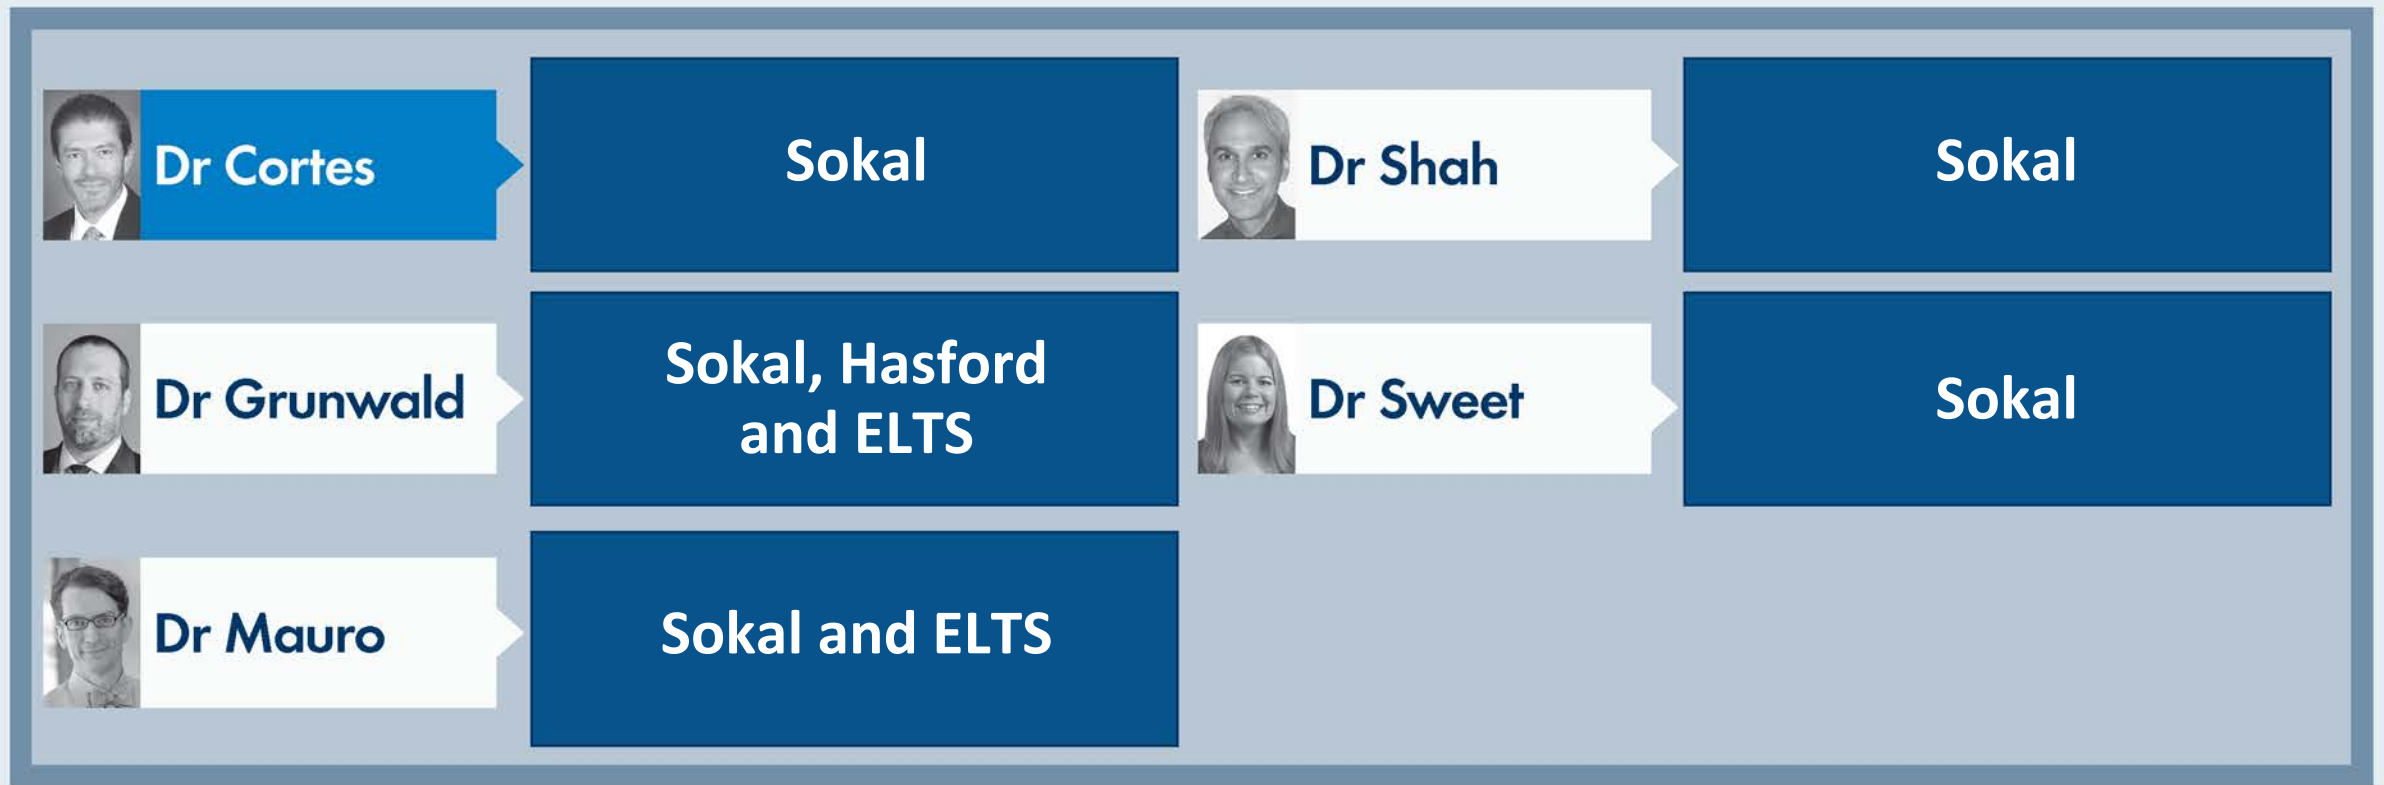 Dr Cortes
Sokal
Dr Shah
Sokal
Dr Grunwald
Sokal, Hasford
and ELTS
Dr Sweet
Sokal
Dr Mauro
Sokal and ELTS